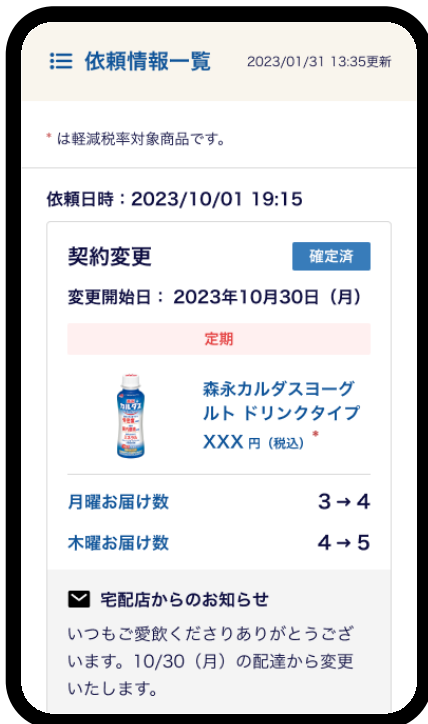 依頼情報一覧 2023/01/31 13:35更新
* は軽減税率対象商品です。
依頼日時：2023/10/01 19:15
契約変更 確定済
変更開始日： 2023年10月30日（月）
定期
カルダス
森永カルダスヨーグ
ルト ドリンクタイプ
XXX 円（税込）*
月曜お届け数 3→4
木曜お届け数 4→5
宅配店からのお知らせ
いつもご愛飲くださりありがとうござ
います。10/30（月）の配達から変更
いたします。